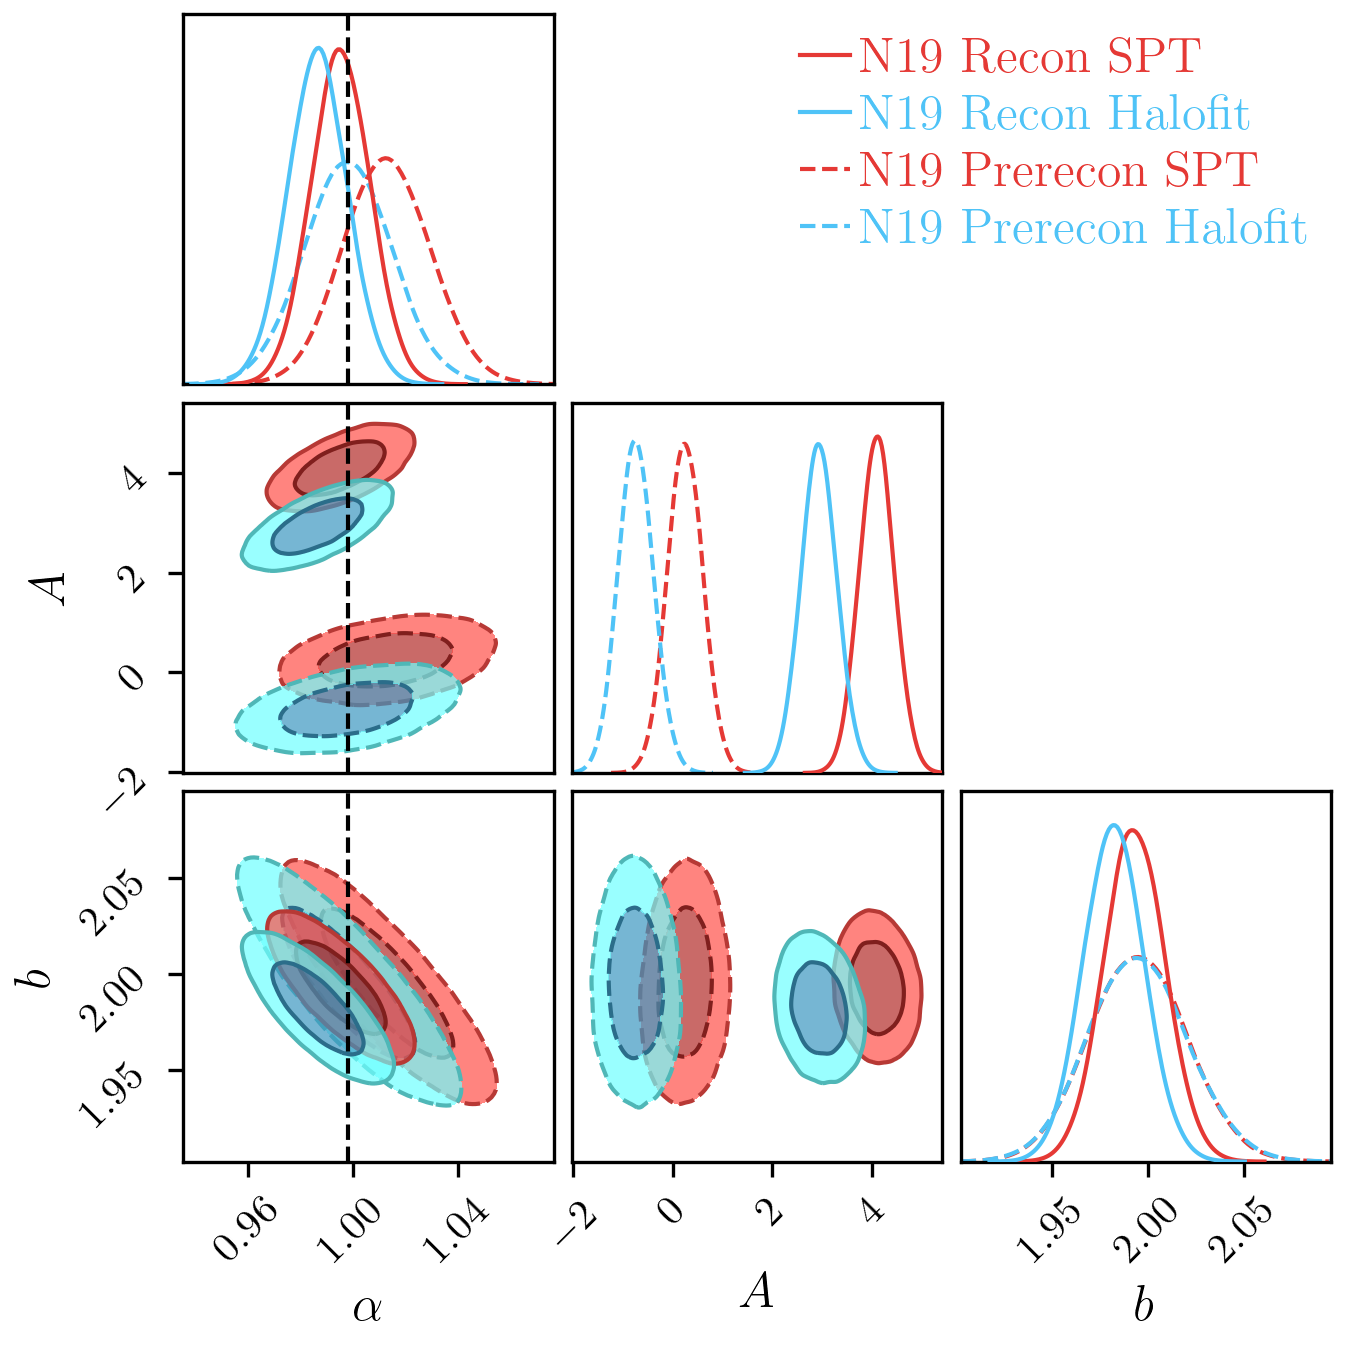 N19 Recon SPT
N19 Recon Halofit
N19 Prerecon SPT
N19 Prerecon Halofit
A
4
2
0
−2
b
2.05
2.00
1.95
0.96 1.00 1.04
−2 0 2 4
1.95 2.00 2.05
α
A
b